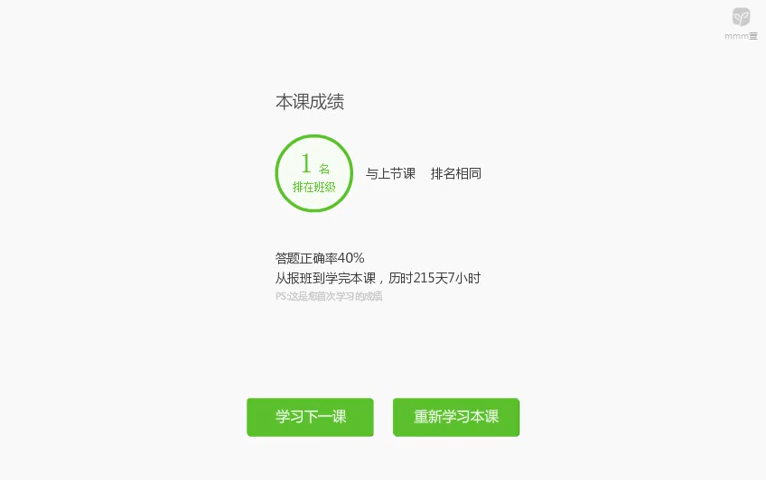 mmm萱
本课成绩
1 名
排在班级
与上节课 排名相同
答题正确率40%
从报班到学完本课，历时215天7小时
PS:这是您首次学习的成绩
学习下一课 重新学习本课